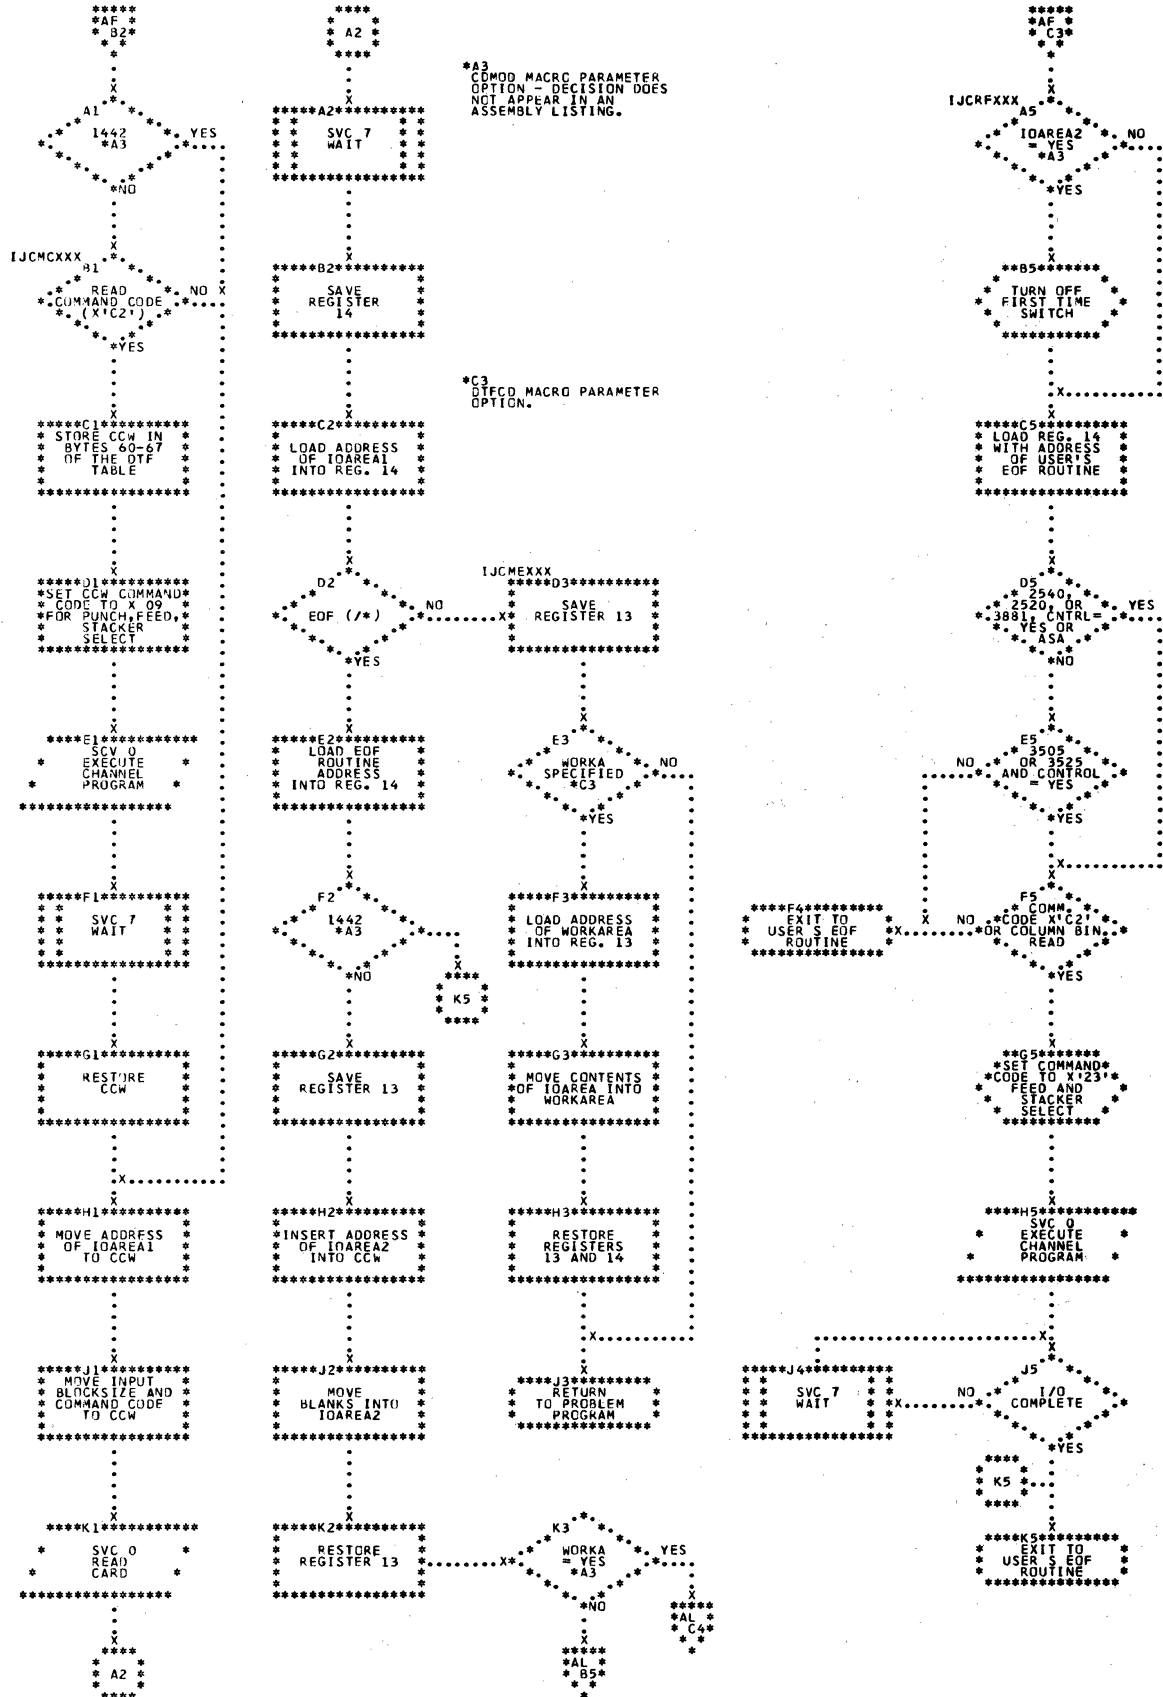 AF
B2
A1
1442
*A3
YES
NO
IJCMCXXX
B1
READ
COMMAND CODE
(X'C2')
NO
YES
C1
STORE CCW IN
BYTES 60-67
OF THE DTF
TABLE
D1
SET CCW COMMAND
CODE TO X 09
FOR PUNCH,FEED,
STACKER
SELECT
E1
SCV 0
EXECUTE
CHANNEL
PROGRAM
F1
SVC 7
WAIT
G1
RESTORE
CCW
H1
MOVE ADDRESS
OF IOAREA1
TO CCW
J1
MOVE INPUT
BLOCKSIZE AND
COMMAND CODE
TO CCW
K1
SVC 0
READ
CARD
A2
A2
A2
SVC 7
WAIT
B2
SAVE
REGISTER
14
C2
LOAD ADDRESS
OF IOAREA1
INTO REG. 14
D2
EOF (/*)
NO
YES
E2
LOAD EOF
ROUTINE
ADDRESS
INTO REG. 14
F2
1442
*A3
NO
K5
G2
SAVE
REGISTER 13
H2
INSERT ADDRESS
OF IOAREA2
INTO CCW
J2
MOVE
BLANKS INTO
IOAREA2
K2
RESTORE
REGISTER 13
*A3
CDMOD MACRO PARAMETER
OPTION - DECISION DOES
NOT APPEAR IN AN
ASSEMBLY LISTING.
*C3
DTFCD MACRO PARAMETER
OPTION.
IJCMEXXX
D3
SAVE
REGISTER 13
E3
WORKA
SPECIFIED
*C3
NO
YES
F3
LOAD ADDRESS
OF WORKAREA
INTO REG. 13
G3
MOVE CONTENTS
OF IOAREA INTO
WORKAREA
H3
RESTORE
REGISTERS
13 AND 14
J3
RETURN
TO PROBLEM
PROGRAM
K3
WORKA
= YES
*A3
YES
NO
AL
C4
AL
B5
AF
C3
IJCRFXXX
A5
IOAREA2
= YES
*A3
NO
YES
B5
TURN OFF
FIRST TIME
SWITCH
C5
LOAD REG. 14
WITH ADDRESS
OF USER'S
EOF ROUTINE
D5
2540,
2520, OR
3881, CNTRL=
YES OR
ASA
YES
NO
E5
3505
OR 3525
AND CONTROL
= YES
NO
YES
F5
COMM.
CODE X'C2'
OR COLUMN BIN.
READ
NO
YES
F4
EXIT TO
USER S EOF
ROUTINE
G5
SET COMMAND
CODE TO X'23'
FEED AND
STACKER
SELECT
H5
SVC 0
EXECUTE
CHANNEL
PROGRAM
J4
SVC 7
WAIT
J5
I/O
COMPLETE
NO
YES
K5
K5
EXIT TO
USER S EOF
ROUTINE